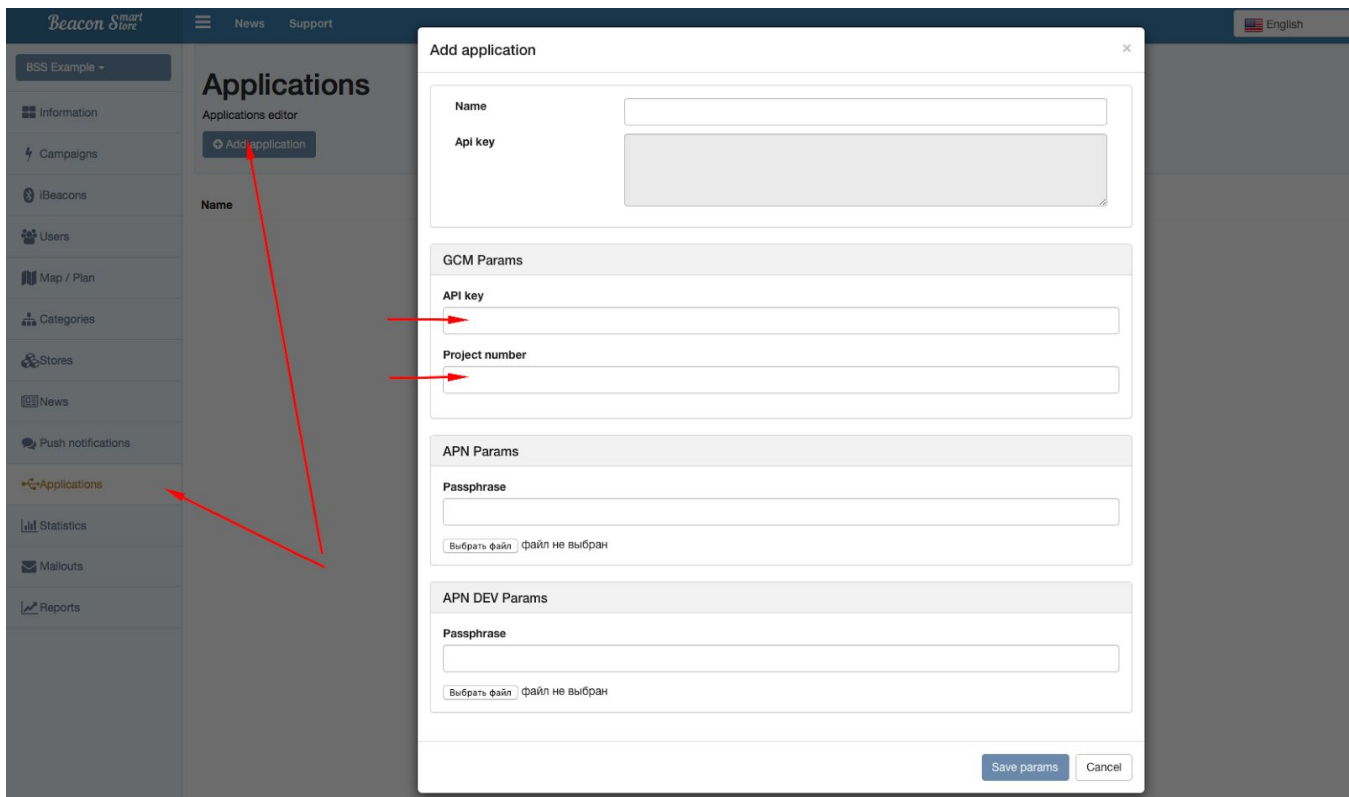 Beacon Smart Store
News Support
English
BSS Example
Information
Campaigns
iBeacons
Users
Map / Plan
Categories
Stores
News
Push notifications
Applications
Statistics
Mailouts
Reports
Applications
Applications editor
Add application
Name
Add application
×
Name
Api key
GCM Params
API key
Project number
APN Params
Passphrase
Выбрать файл файл не выбран
APN DEV Params
Passphrase
Выбрать файл файл не выбран
Save params Cancel